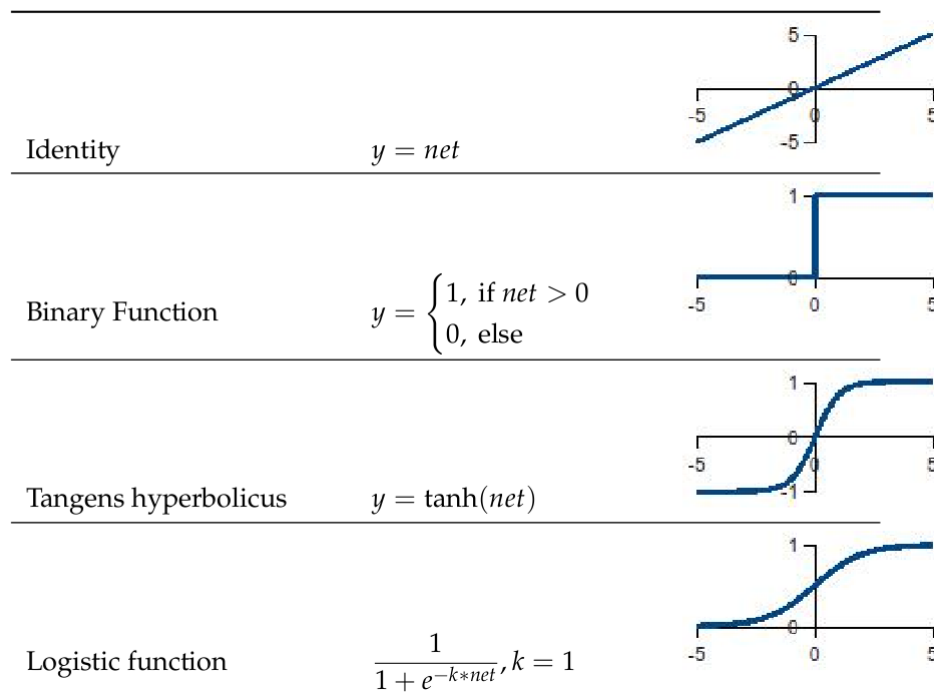 5
0
-5 0 5
-5
Identity y = net
1
0
-5 0 5
Binary Function y = {1, if net > 0
0, else
1
0
-5 0 5
-1
Tangens hyperbolicus y = tanh(net)
1
0
-5 0 5
Logistic function 1 / (1 + e^{-k*net}), k = 1